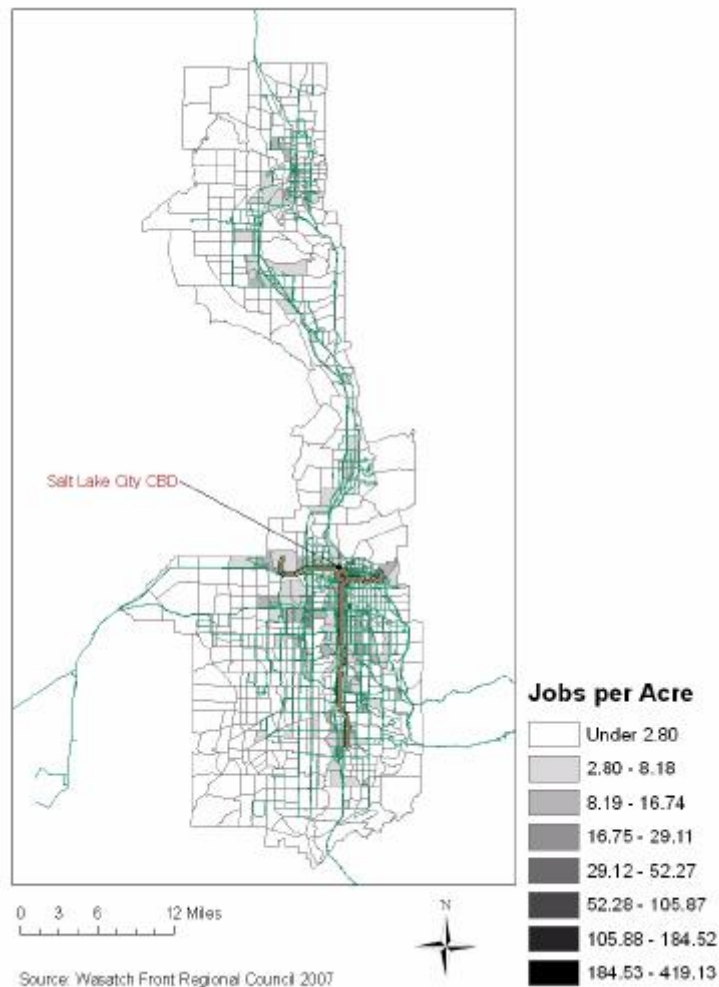 Salt Lake City CBD
Jobs per Acre
Under 2.80
2.80 - 8.18
8.19 - 16.74
16.75 - 29.11
29.12 - 52.27
52.28 - 105.87
105.88 - 184.52
184.53 - 419.13
0 3 6 12 Miles
N
Source: Wasatch Front Regional Council 2007